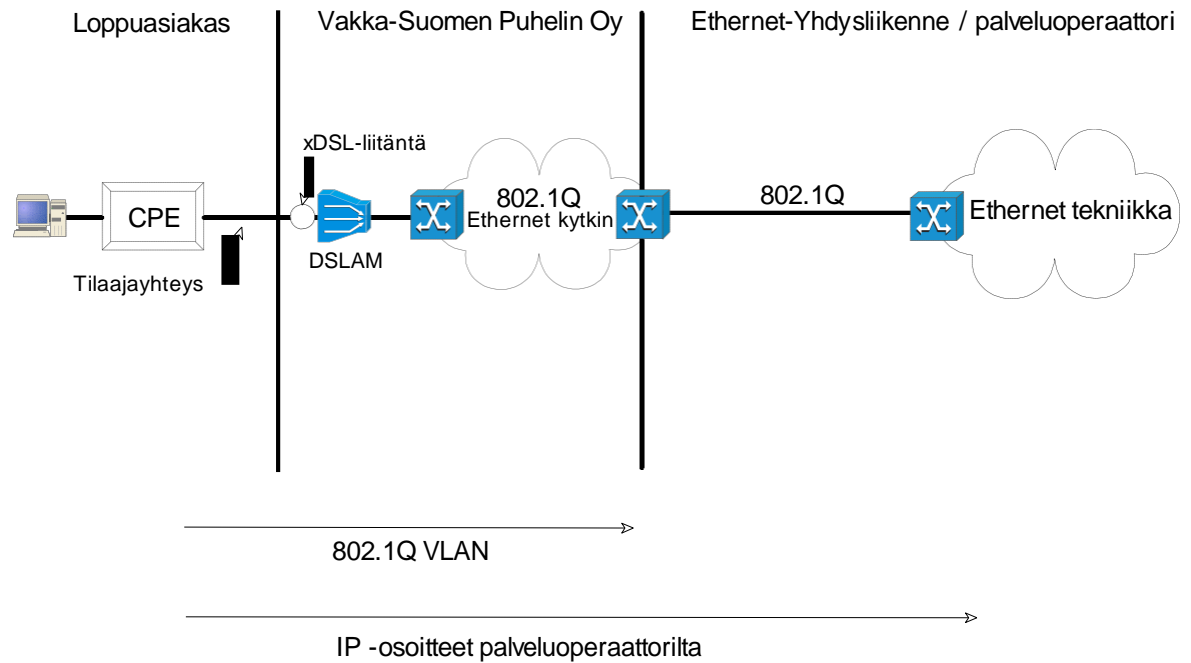 Loppuasiakas
Vakka-Suomen Puhelin Oy
Ethernet-Yhdysliikenne / palveluoperaattori
xDSL-liitäntä
CPE
802.1Q
Ethernet kytkin
802.1Q
Ethernet tekniikka
DSLAM
Tilaajayhteys
802.1Q VLAN
IP -osoitteet palveluoperaattorilta